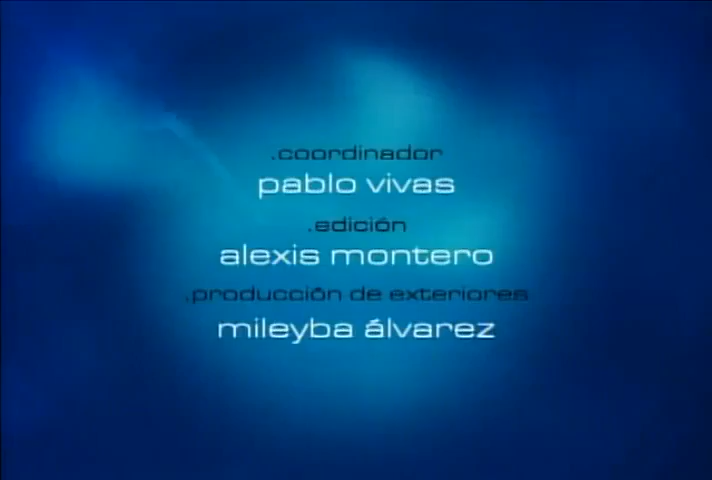 .coordinador
pablo vivas
.edición
alexis montero
.producción de exteriores
mileyba álvarez